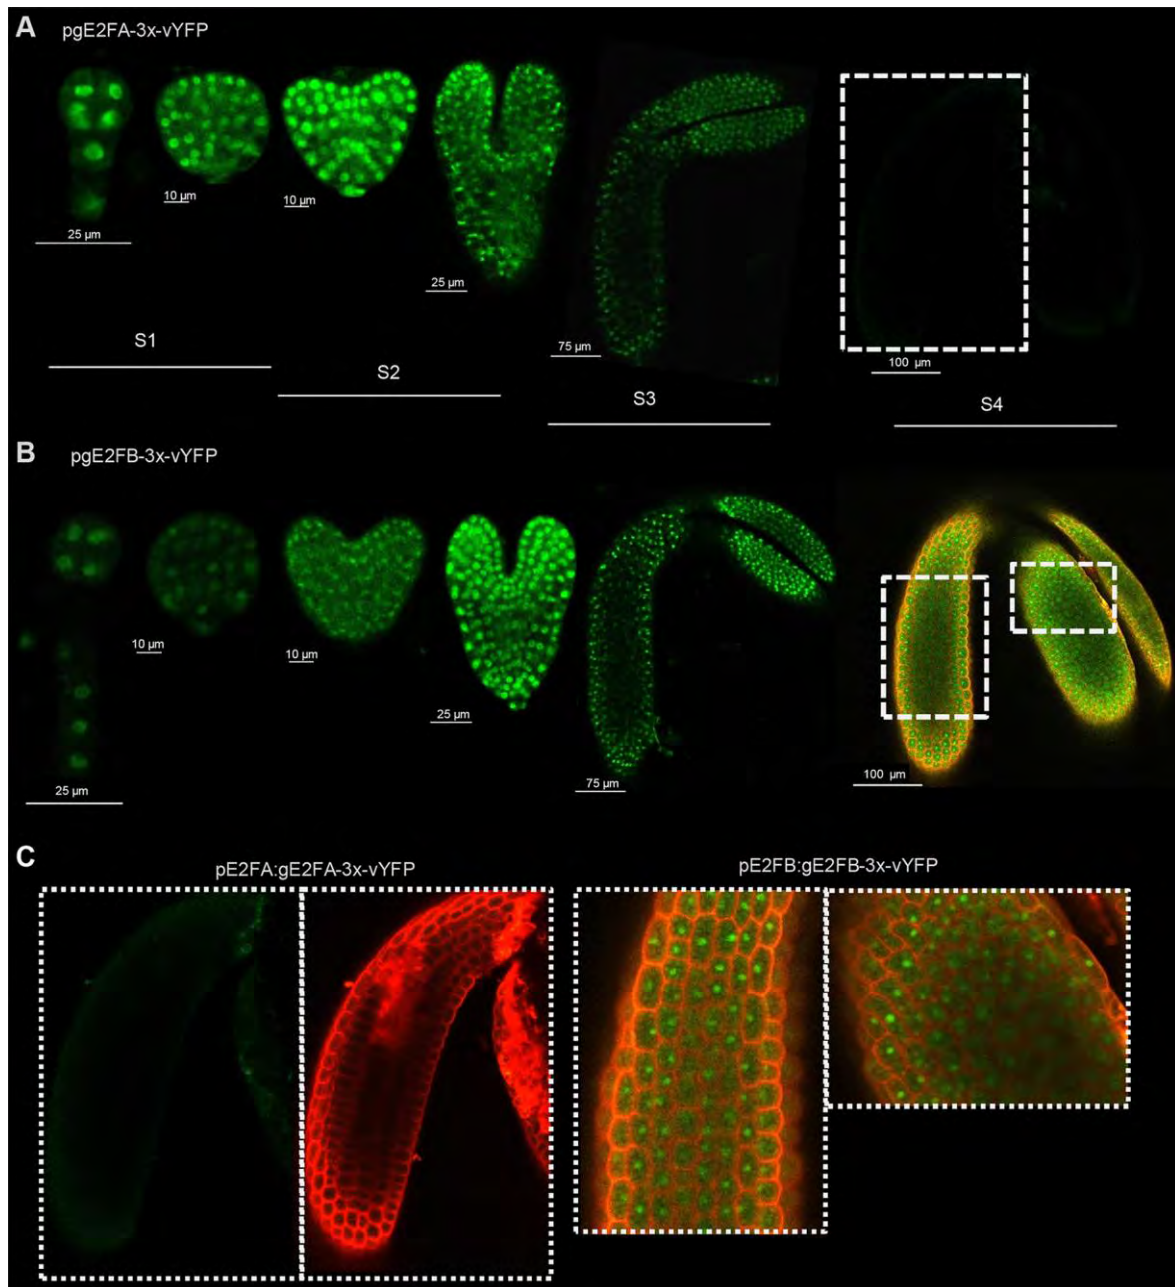 A
pgE2FA-3x-vYFP
10 µm
10 µm
25 µm
25 µm
75 µm
100 µm
S1
S2
S3
S4
B
pgE2FB-3x-vYFP
10 µm
10 µm
25 µm
25 µm
75 µm
100 µm
C
pE2FA:gE2FA-3x-vYFP
pE2FB:gE2FB-3x-vYFP